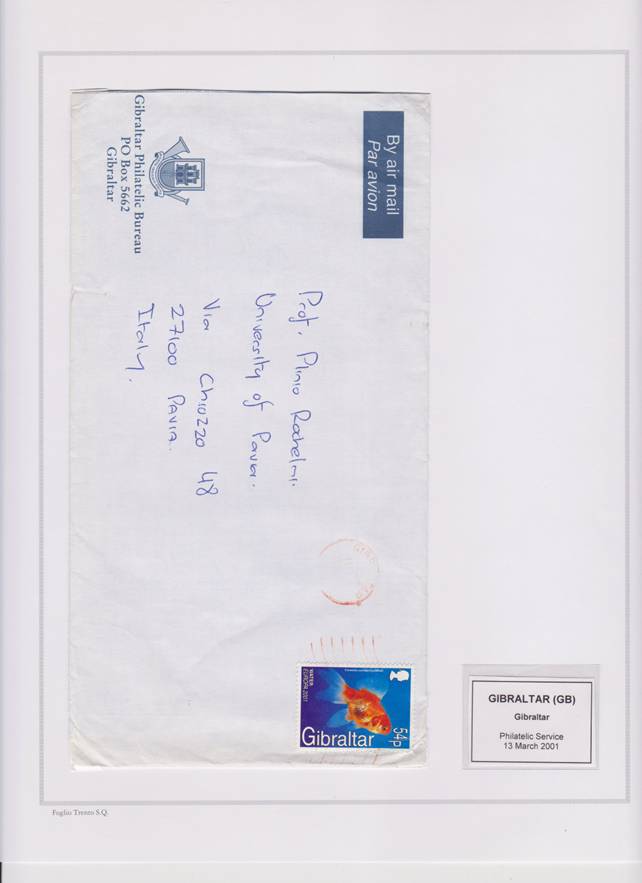 By air mail
Par avion
Gibraltar Philatelic Bureau
PO Box 5662
Gibraltar
Prof. Plinio
University of Pavia.
Via Chiozzo 48
27100 PAVIA.
Italy.
54p
WATER
EUROPA 2001
Gibraltar
GIBRALTAR (GB)
Gibraltar
Philatelic Service
13 March 2001
Foglio Trento S.Q.